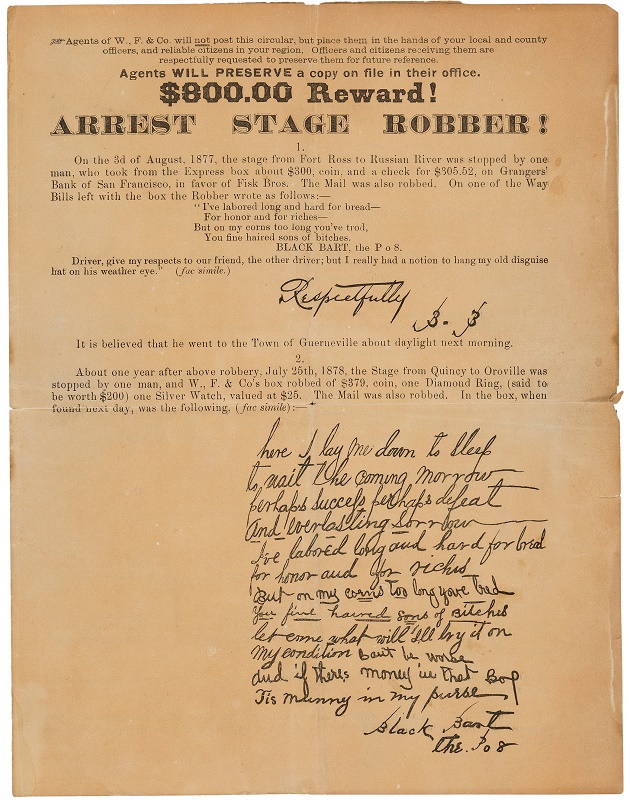 Agents of W., F. & Co. will not post this circular, but place them in the hands of your local and county
officers, and reliable citizens in your region. Officers and citizens receiving them are
respectfully requested to preserve them for future reference.
Agents WILL PRESERVE a copy on file in their office.
$800.00 Reward!
ARREST STAGE ROBBER!
1.
On the 3d of August, 1877, the stage from Fort Ross to Russian River was stopped by one
man, who took from the Express box about $300, coin, and a check for $305.52, on Grangers'
Bank of San Francisco, in favor of Fisk Bros. The Mail was also robbed. On one of the Way
Bills left with the box the Robber wrote as follows:—
"I've labored long and hard for bread—
For honor and for riches—
But on my corns too long you've trod,
You fine haired sons of bitches.
BLACK BART, the P o 8.
Driver, give my respects to our friend, the other driver; but I really had a notion to hang my old disguise
hat on his weather eye." (fac simile.)
Respectfully
B. B
It is believed that he went to the Town of Guerneville about daylight next morning.
2.
About one year after above robbery, July 25th, 1878, the Stage from Quincy to Oroville was
stopped by one man, and W., F. & Co's box robbed of $379, coin, one Diamond Ring, (said to
be worth $200) one Silver Watch, valued at $25. The Mail was also robbed. In the box, when
found next day, was the following, (fac simile):—
here I lay me down to sleep
to wait the coming morrow
perhaps success perhaps defeat
And everlasting sorrow
I've labored long and hard for bred
for honor and for riches
But on my corns too long youve tred
You fine haired sons of Bitches
let come what will I'll try it on
My condition cant be worse
and if theres money in that Box
Tis munny in my purse
Black Bart
the. Po 8